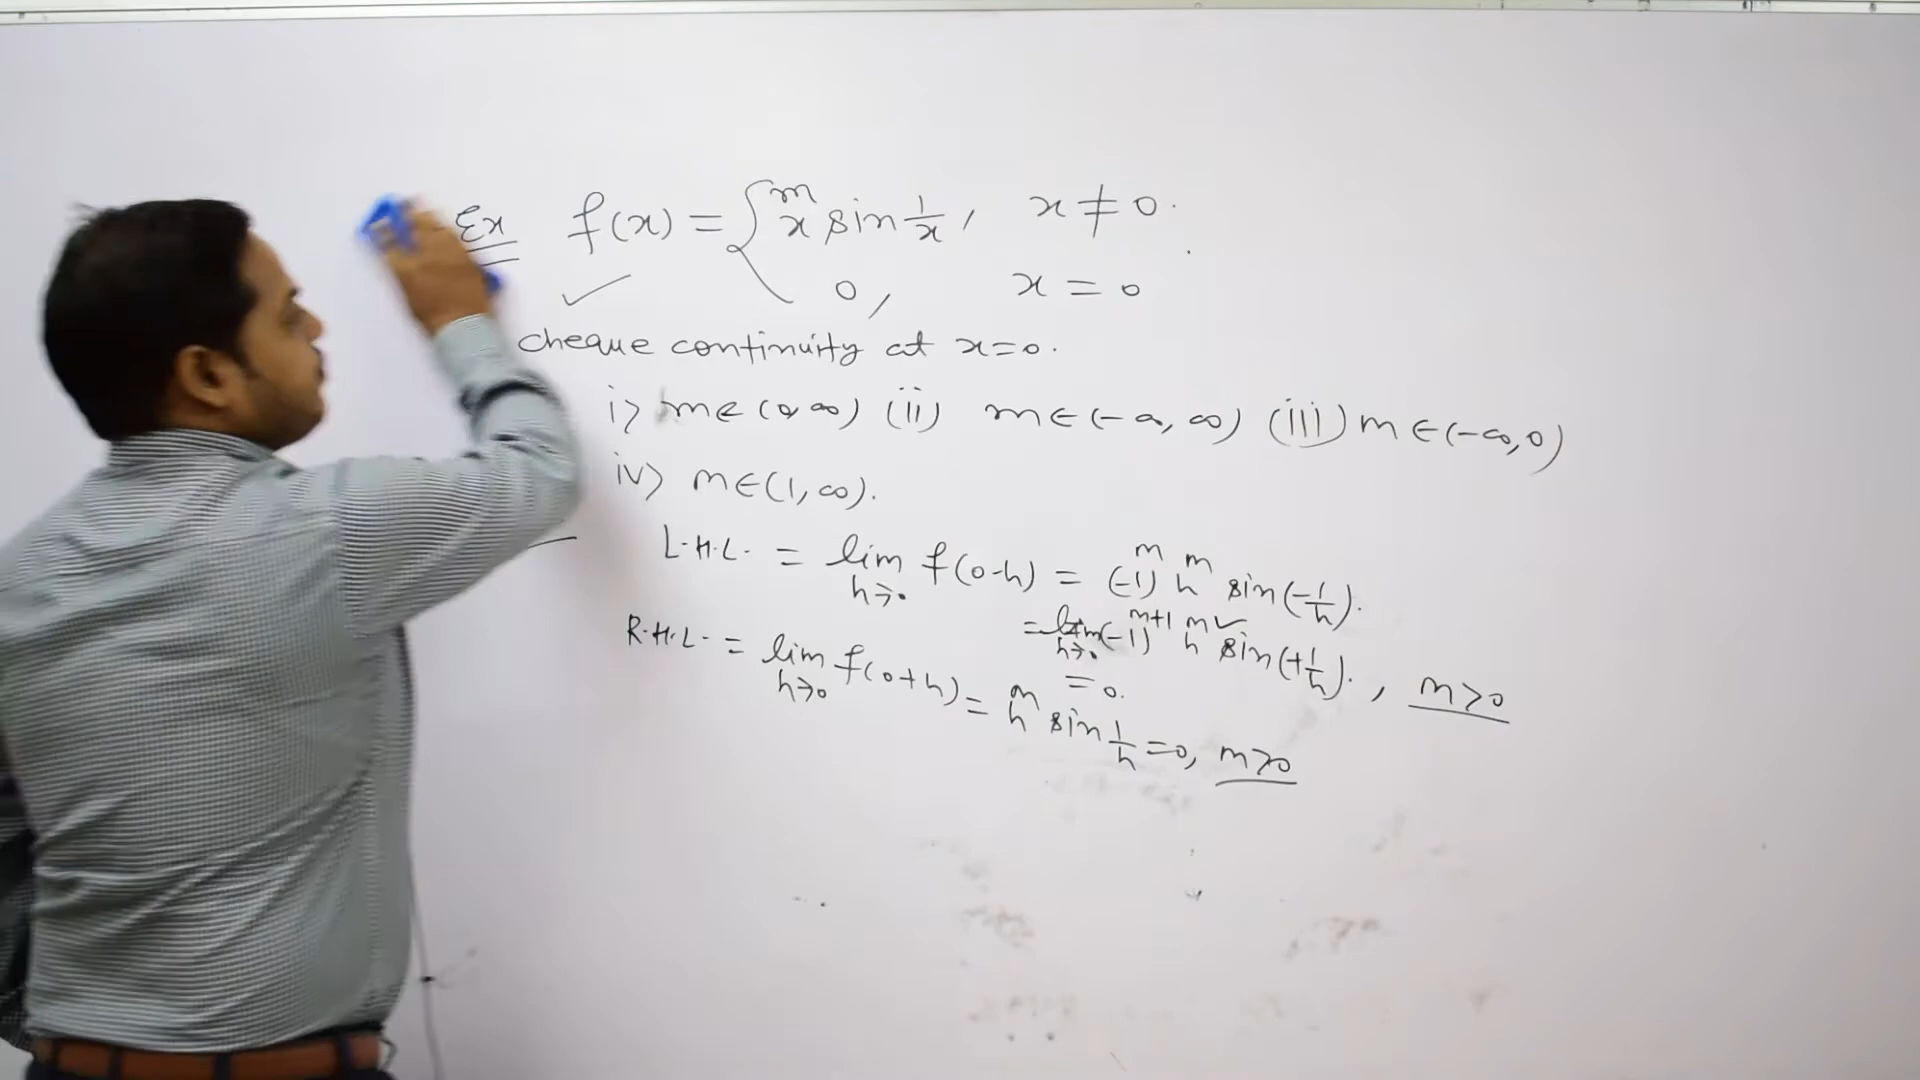 Ex f(x) = { x^m sin 1/x, x ≠ 0.
0, x = 0
cheque continuity at x=0.
i) m∈(0,∞) (ii) m∈(-∞,∞) (iii) m∈(-∞,0)
iv) m∈(1,∞).
L.H.L. = lim h→0 f(0-h) = (-1)^m h^m sin(-1/h).
= lim h→0 (-1)^m+1 h^m sin(+1/h)., m>0
= 0.
R.H.L. = lim h→0 f(0+h) = h^m sin 1/h = 0, m>0